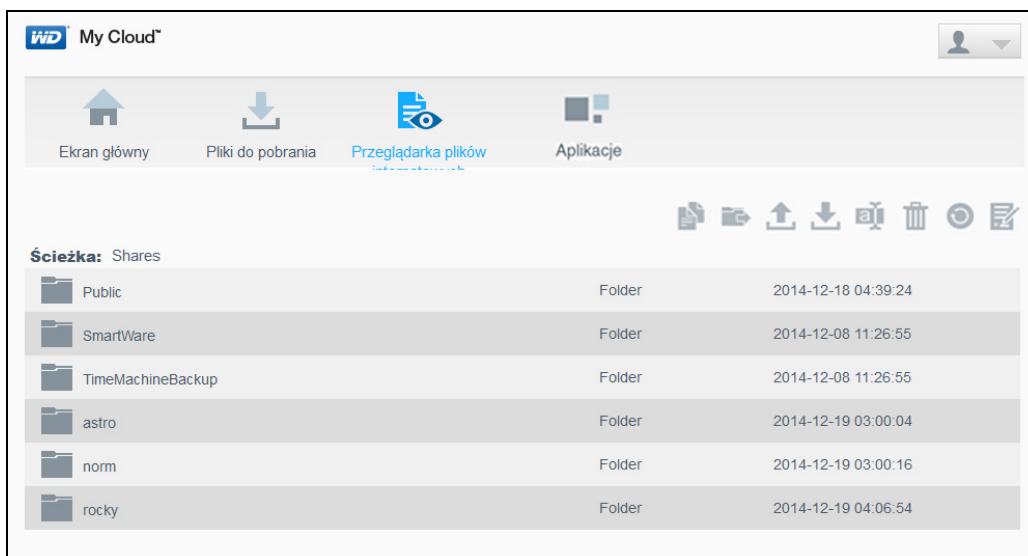 WD My Cloud™
Ekran główny Pliki do pobrania Przeglądarka plików internetowych Aplikacje
Ścieżka: Shares
Public Folder 2014-12-18 04:39:24
SmartWare Folder 2014-12-08 11:26:55
TimeMachineBackup Folder 2014-12-08 11:26:55
astro Folder 2014-12-19 03:00:04
norm Folder 2014-12-19 03:00:16
rocky Folder 2014-12-19 04:06:54